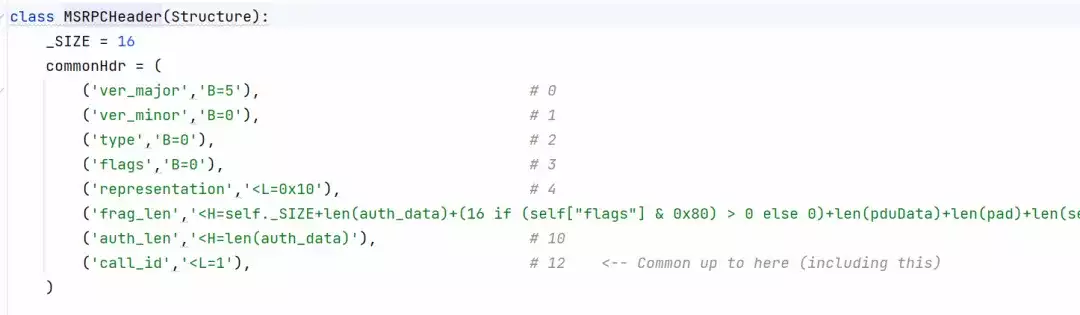 class MSRPCHeader(Structure):
    _SIZE = 16
    commonHdr = (
        ('ver_major','B=5'),                              # 0
        ('ver_minor','B=0'),                              # 1
        ('type','B=0'),                                   # 2
        ('flags','B=0'),                                  # 3
        ('representation','<L=0x10'),                     # 4
        ('frag_len','<H=self._SIZE+len(auth_data)+(16 if (self["flags"] & 0x80) > 0 else 0)+len(pduData)+len(pad)+len(se
        ('auth_len','<H=len(auth_data)'),                 # 10
        ('call_id','<L=1'),                               # 12    <-- Common up to here (including this)
    )